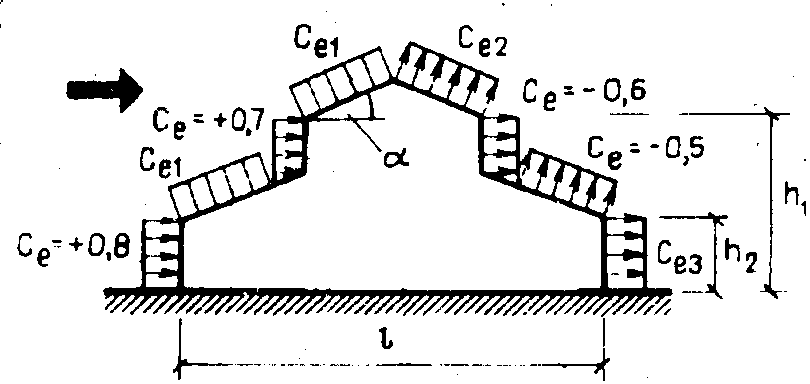 Ce1
Ce2
Ce = +0,7
Ce = -0,6
α
Ce1
Ce = -0,5
h1
Ce = +0,8
Ce3
h2
l